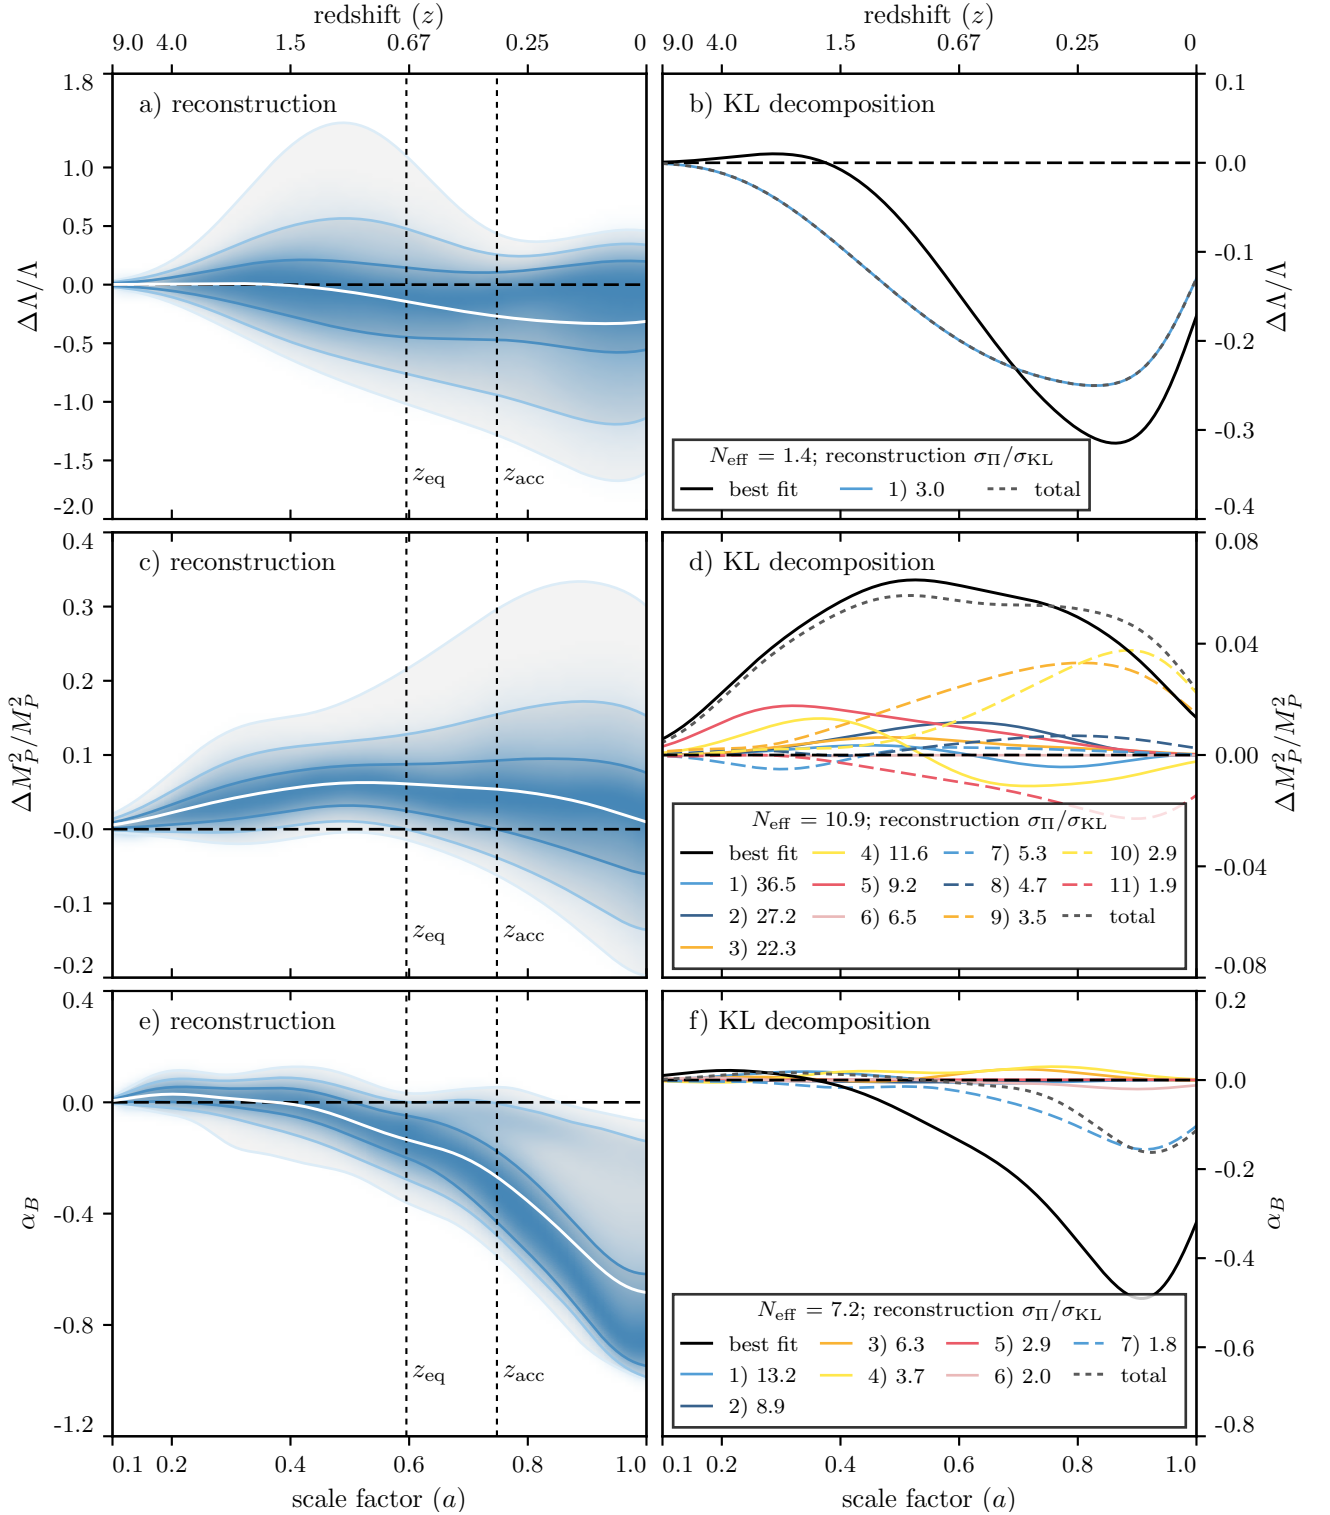 redshift (z) redshift (z)
9.0 4.0 1.5 0.67 0.25 0 9.0 4.0 1.5 0.67 0.25 0
a) reconstruction
1.8
1.0
0.5
0.0
-0.5
-1.0
-1.5
-2.0
ΔΛ/Λ
z_eq z_acc
b) KL decomposition
0.1
0.0
-0.1
-0.2
-0.3
-0.4
ΔΛ/Λ
N_eff = 1.4; reconstruction σ_Π/σ_KL
best fit 1) 3.0 total
c) reconstruction
0.4
0.3
0.2
0.1
-0.0
-0.1
-0.2
ΔM_P^2/M_P^2
z_eq z_acc
d) KL decomposition
0.08
0.04
0.00
-0.04
-0.08
ΔM_P^2/M_P^2
N_eff = 10.9; reconstruction σ_Π/σ_KL
best fit 4) 11.6 7) 5.3 10) 2.9
1) 36.5 5) 9.2 8) 4.7 11) 1.9
2) 27.2 6) 6.5 9) 3.5 total
3) 22.3
e) reconstruction
0.4
0.0
-0.4
-0.8
-1.2
α_B
z_eq z_acc
f) KL decomposition
0.2
0.0
-0.2
-0.4
-0.6
-0.8
α_B
N_eff = 7.2; reconstruction σ_Π/σ_KL
best fit 3) 6.3 5) 2.9 7) 1.8
1) 13.2 4) 3.7 6) 2.0 total
2) 8.9
0.1 0.2 0.4 0.6 0.8 1.0 0.1 0.2 0.4 0.6 0.8 1.0
scale factor (a) scale factor (a)